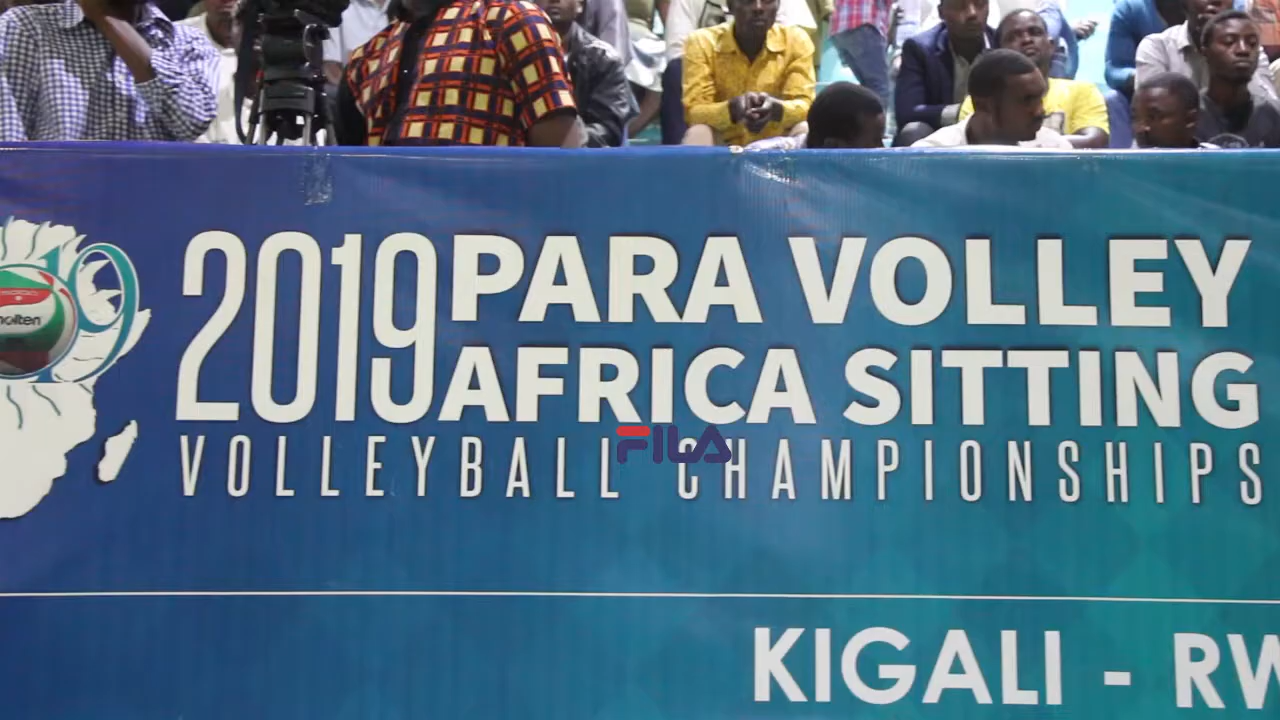 2019 PARA VOLLEY
AFRICA SITTING
VOLLEYBALL CHAMPIONSHIPS
FILA
KIGALI - RW
molten